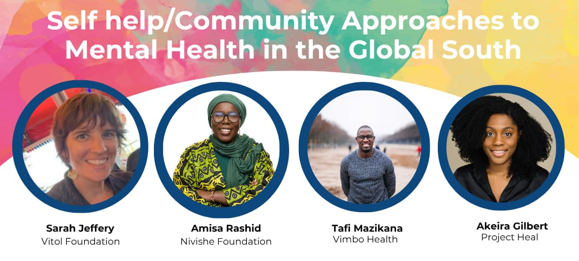 Self help/Community Approaches to
Mental Health in the Global South
Sarah Jeffery
Vitol Foundation
Amisa Rashid
Nivishe Foundation
Tafi Mazikana
Vimbo Health
Akeira Gilbert
Project Heal